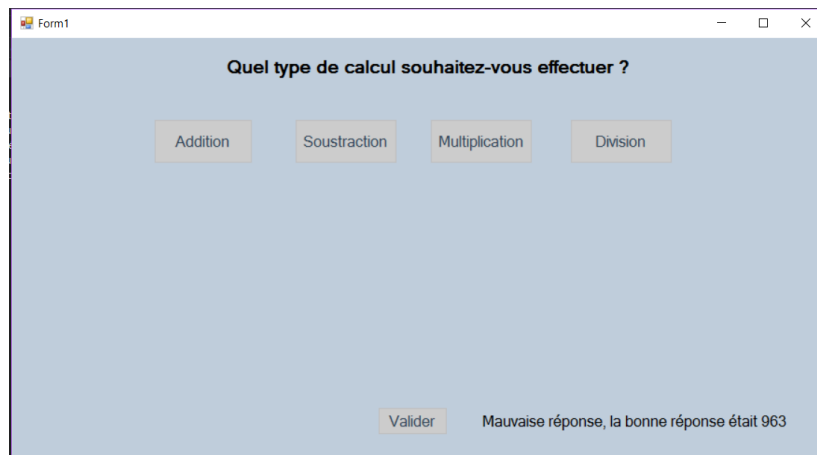 Form1
Quel type de calcul souhaitez-vous effectuer ?
Addition Soustraction Multiplication Division
Valider Mauvaise réponse, la bonne réponse était 963